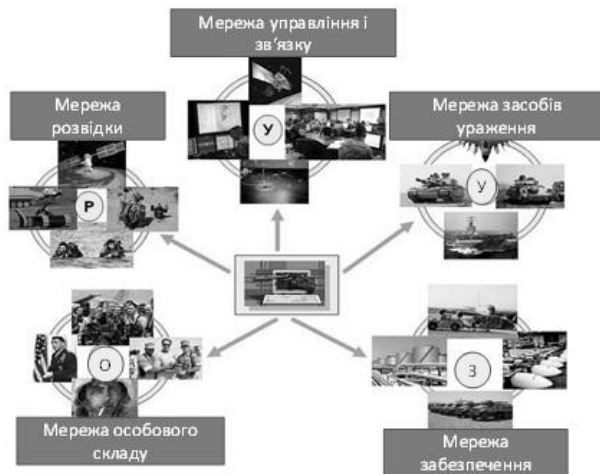 Мережа управління і
зв’язку
У
Мережа
розвідки
Р
Мережа засобів
ураження
У
О
Мережа особового
складу
З
Мережа
забезпечення